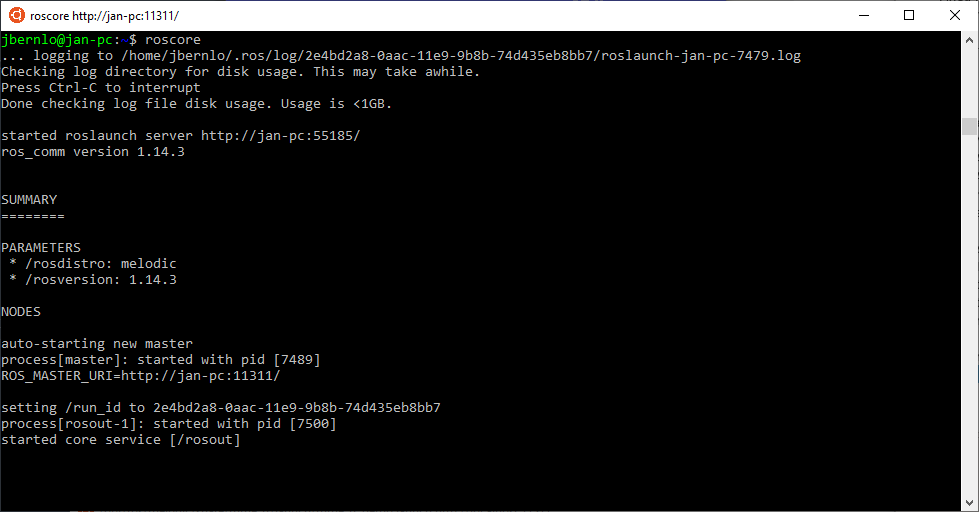 roscore http://jan-pc:11311/
jbernlo@jan-pc:~$ roscore
... logging to /home/jbernlo/.ros/log/2e4bd2a8-0aac-11e9-9b8b-74d435eb8bb7/roslaunch-jan-pc-7479.log
Checking log directory for disk usage. This may take awhile.
Press Ctrl-C to interrupt
Done checking log file disk usage. Usage is <1GB.
started roslaunch server http://jan-pc:55185/
ros_comm version 1.14.3
SUMMARY
========
PARAMETERS
 * /rosdistro: melodic
 * /rosversion: 1.14.3
NODES
auto-starting new master
process[master]: started with pid [7489]
ROS_MASTER_URI=http://jan-pc:11311/
setting /run_id to 2e4bd2a8-0aac-11e9-9b8b-74d435eb8bb7
process[rosout-1]: started with pid [7500]
started core service [/rosout]